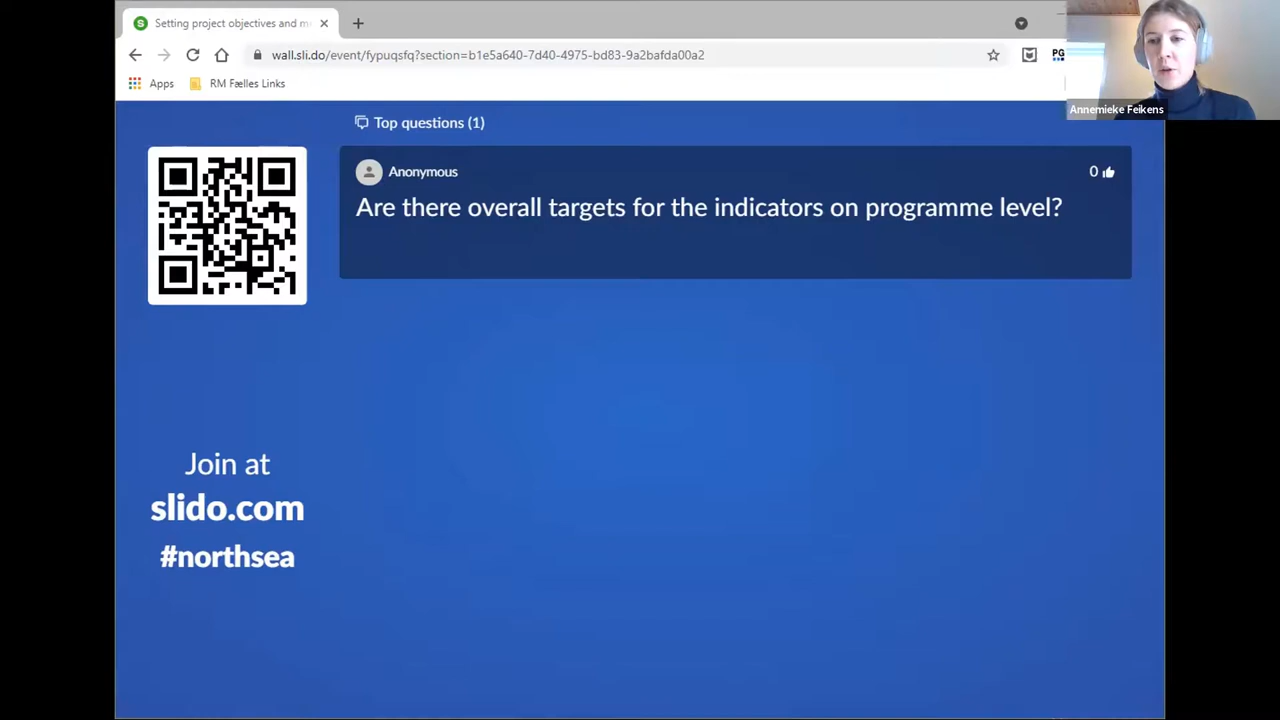 Setting project objectives and m
wall.sli.do/event/fypuqsfq?section=b1e5a640-7d40-4975-bd83-9a2bafda00a2
PG
Apps
RM Fælles Links
Annemieke Feikens
Top questions (1)
Anonymous
0
Are there overall targets for the indicators on programme level?
Join at
slido.com
#northsea